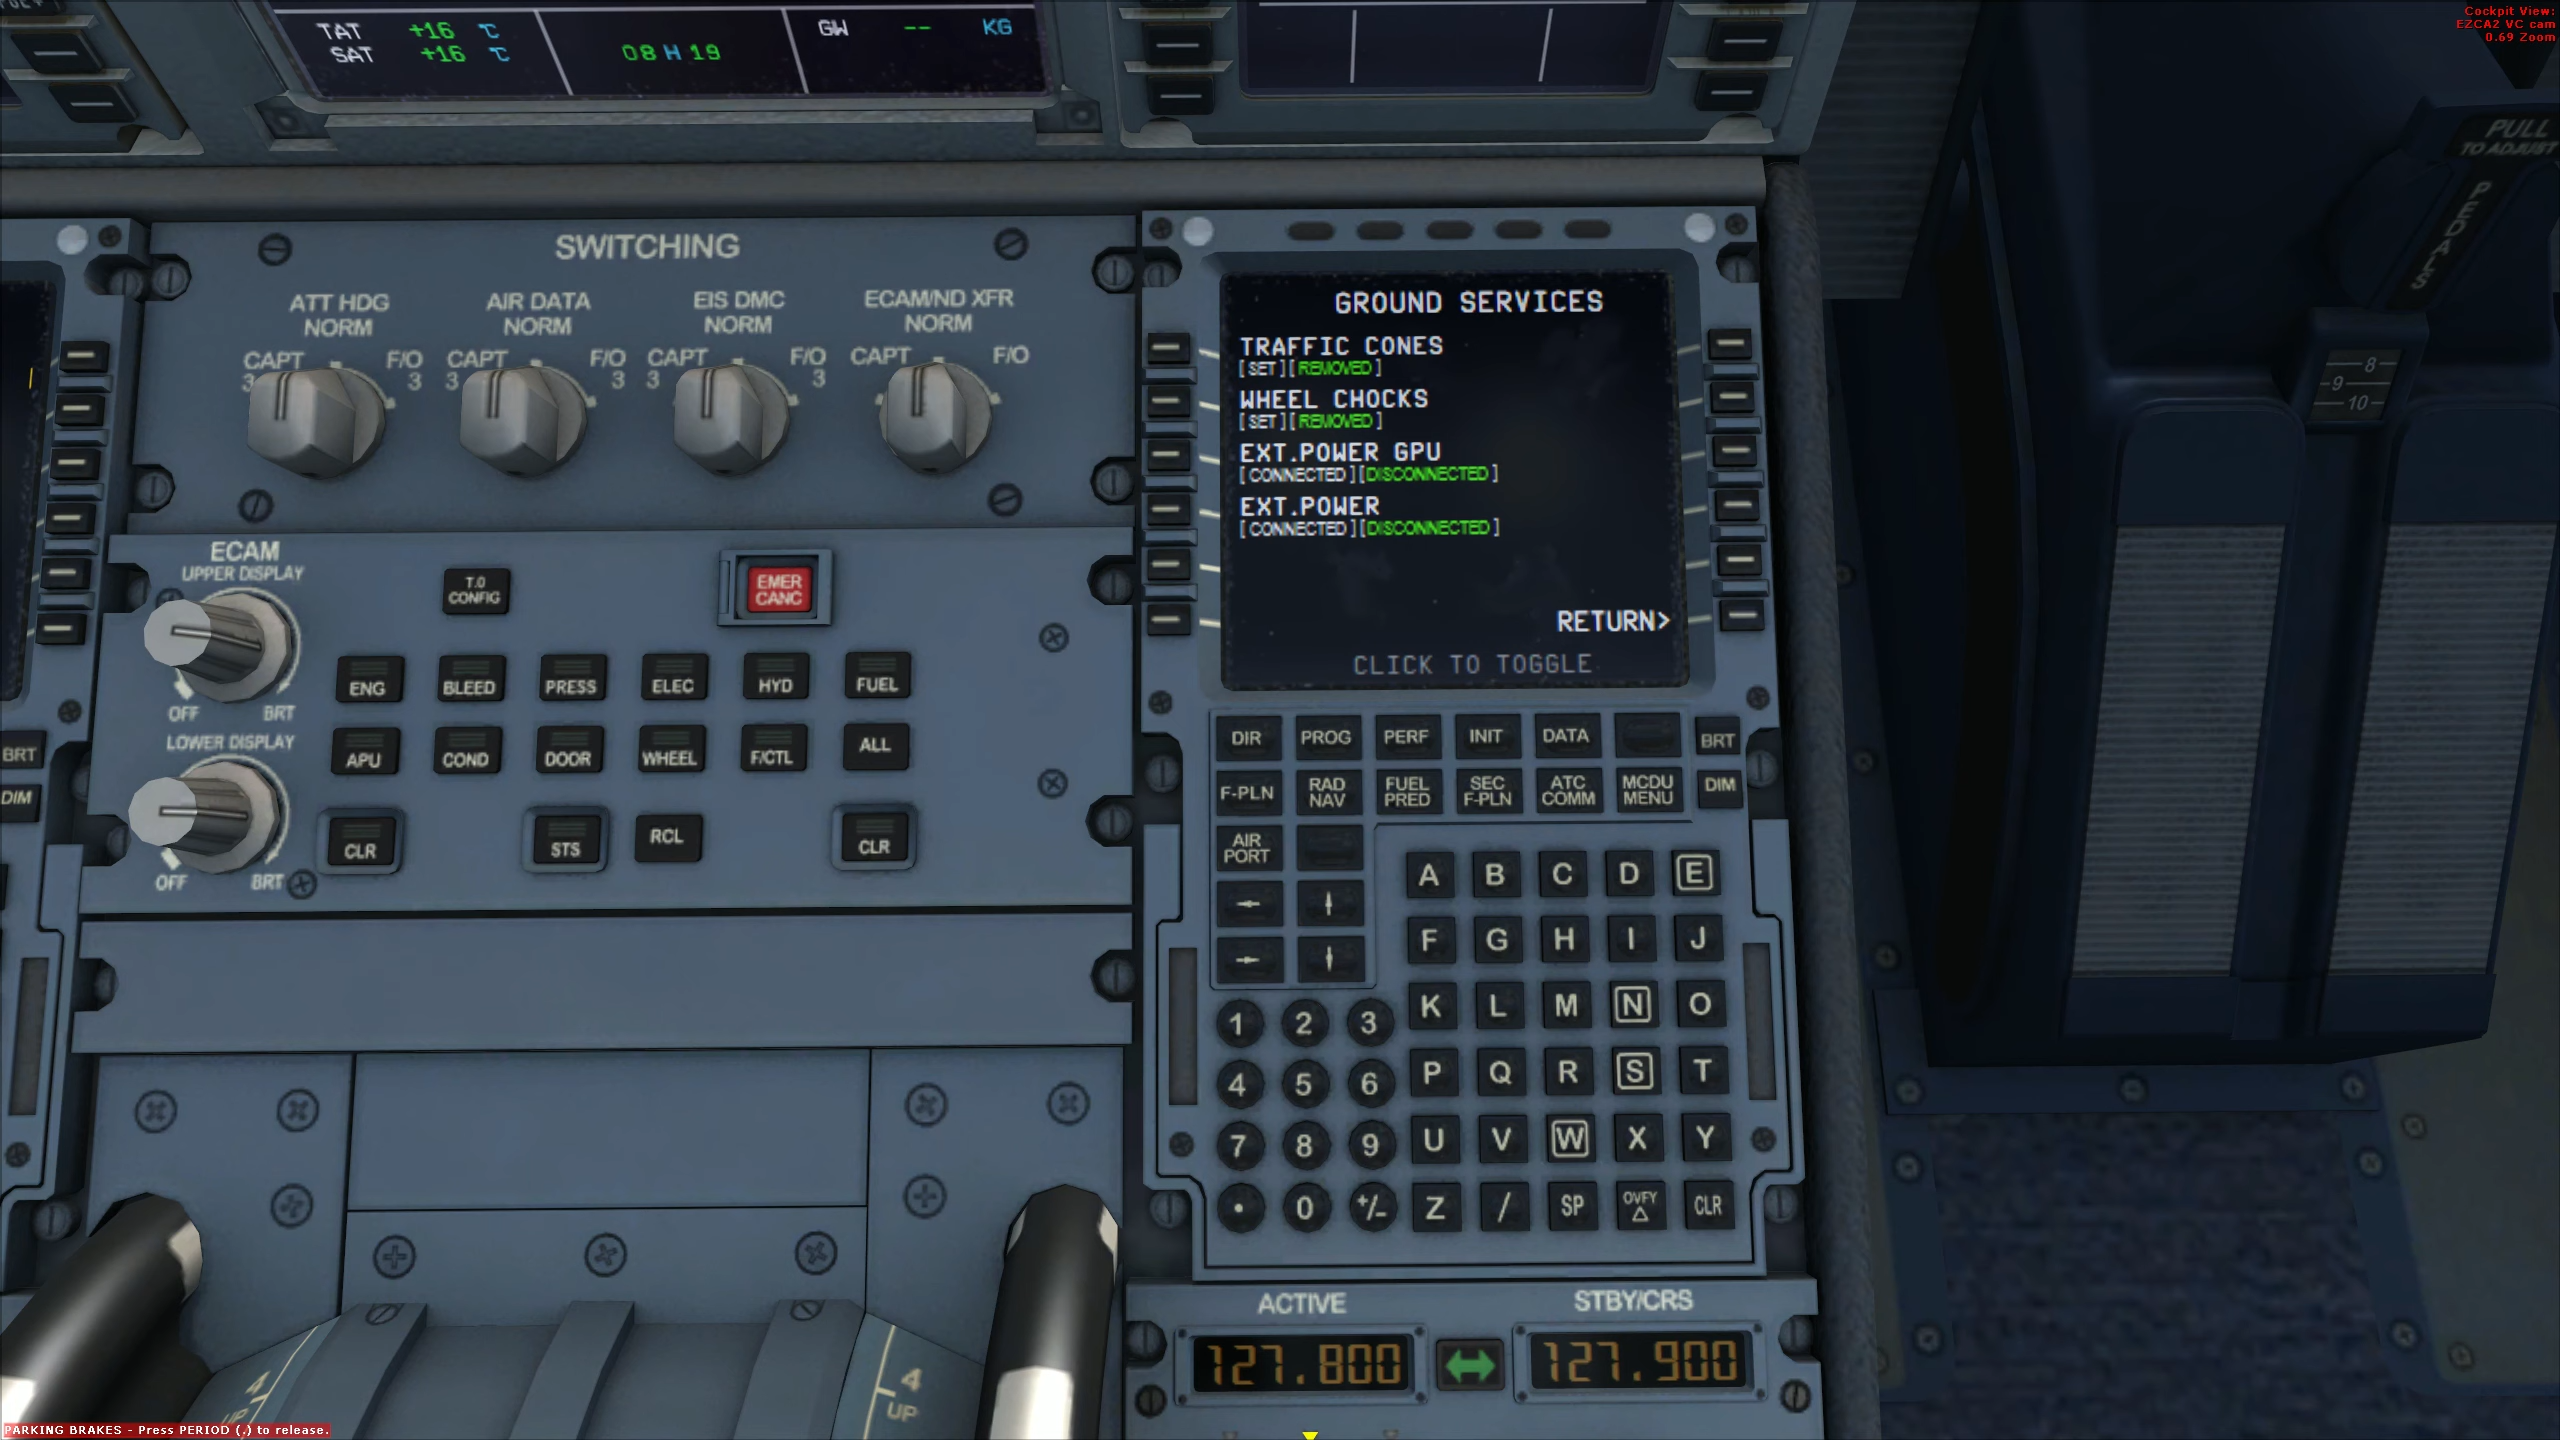 Cockpit View:
EZCA2 VC cam
0.69 Zoom
TAT +16 °C
SAT +16 °C
08 H 19
GW -- KG
PULL
TO ADJUST
PEDALS
8
9
10
SWITCHING
ATT HDG
NORM
CAPT
3
F/O
3
AIR DATA
NORM
CAPT
3
F/O
3
EIS DMC
NORM
CAPT
3
F/O
3
ECAM/ND XFR
NORM
CAPT
F/O
ECAM
UPPER DISPLAY
OFF BRT
LOWER DISPLAY
OFF BRT
T.O
CONFIG
EMER
CANC
ENG BLEED PRESS ELEC HYD FUEL
APU COND DOOR WHEEL F/CTL ALL
CLR STS RCL CLR
BRT
DIM
GROUND SERVICES
TRAFFIC CONES
[SET][REMOVED]
WHEEL CHOCKS
[SET][REMOVED]
EXT.POWER GPU
[CONNECTED][DISCONNECTED]
EXT.POWER
[CONNECTED][DISCONNECTED]
RETURN>
CLICK TO TOGGLE
DIR PROG PERF INIT DATA BRT
F-PLN
RAD
NAV
FUEL
PRED
SEC
F-PLN
ATC
COMM
MCDU
MENU
DIM
AIR
PORT
A B C D E
F G H I J
1 2 3 K L M N O
4 5 6 P Q R S T
7 8 9 U V W X Y
. 0 +/- Z / SP OVFY △ CLR
ACTIVE STBY/CRS
127.800 127.900
4
UP
4
UP
PARKING BRAKES - Press PERIOD (.) to release.